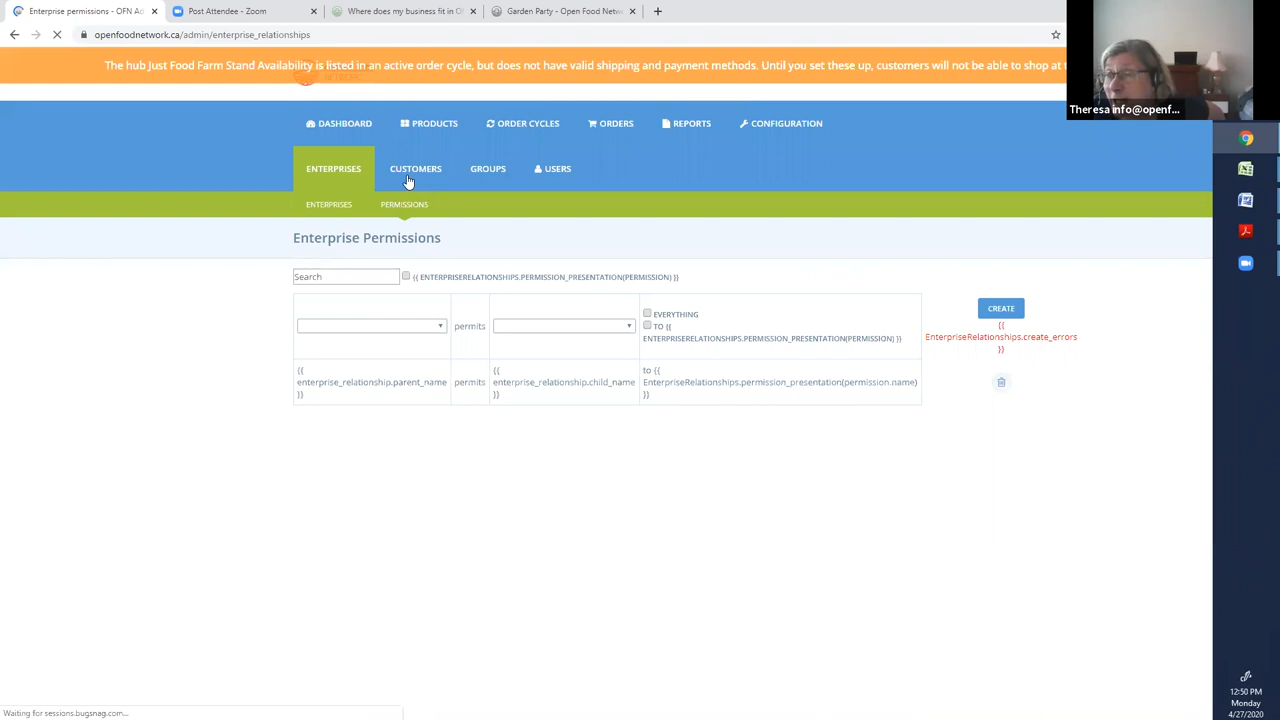 Enterprise permissions - OFN Ad
Post Attendee - Zoom
Where does my business fit in O
Garden Party - Open Food Netw
openfoodnetwork.ca/admin/enterprise_relationships
The hub Just Food Farm Stand Availability is listed in an active order cycle, but does not have valid shipping and payment methods. Until you set these up, customers will not be able to shop at t
Theresa info@openf...
DASHBOARD
PRODUCTS
ORDER CYCLES
ORDERS
REPORTS
CONFIGURATION
ENTERPRISES
CUSTOMERS
GROUPS
USERS
ENTERPRISES
PERMISSIONS
Enterprise Permissions
Search
{{ ENTERPRISERELATIONSHIPS.PERMISSION_PRESENTATION(PERMISSION) }}
permits
EVERYTHING
TO {{
ENTERPRISERELATIONSHIPS.PERMISSION_PRESENTATION(PERMISSION) }}
CREATE
{{
EnterpriseRelationships.create_errors
}}
{{
enterprise_relationship.parent_name
}}
permits
{{
enterprise_relationship.child_name
}}
to {{
EnterpriseRelationships.permission_presentation(permission.name)
}}
Waiting for sessions.bugsnag.com...
12:50 PM
Monday
4/27/2020